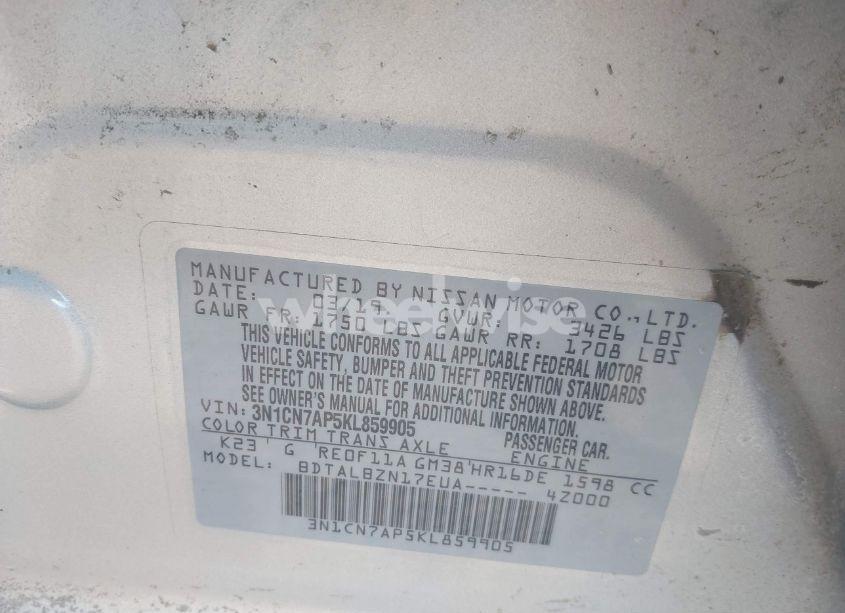 MANUFACTURED BY NISSAN MOTOR CO., LTD.
DATE: 03/19 GVWR: 3426 LBS
GAWR FR: 1750 LBS GAWR RR: 1708 LBS
THIS VEHICLE CONFORMS TO ALL APPLICABLE FEDERAL MOTOR
VEHICLE SAFETY, BUMPER AND THEFT PREVENTION STANDARDS
IN EFFECT ON THE DATE OF MANUFACTURE SHOWN ABOVE.
SEE OWNER'S MANUAL FOR ADDITIONAL INFORMATION.
VIN: 3N1CN7AP5KL859905 PASSENGER CAR.
COLOR TRIM TRANS AXLE ENGINE
K23 ' G 'RE0F11A GM38'HR16DE 1598 CC
MODEL: BDTALBZN17EUA----- 4Z000
3N1CN7AP5KL859905
wheelwise